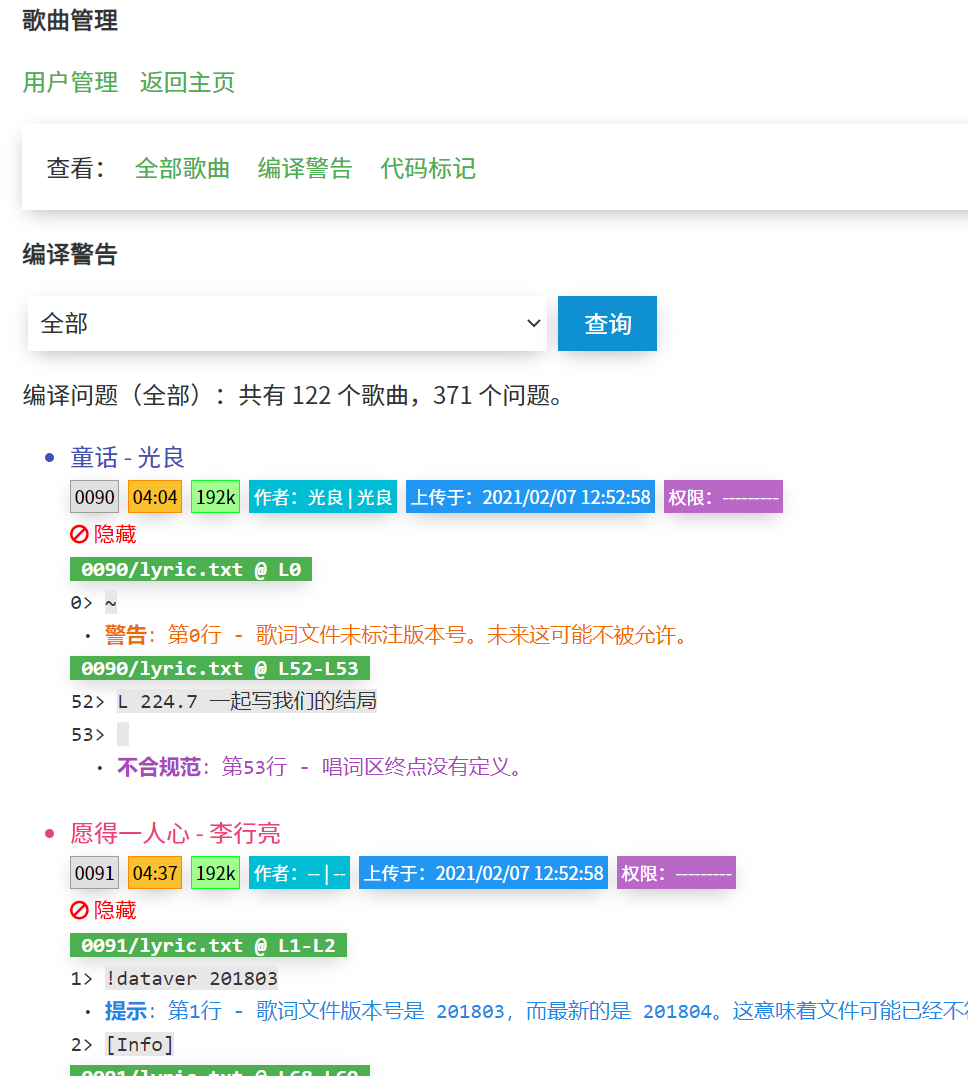 歌曲管理
用户管理 返回主页
查看： 全部歌曲 编译警告 代码标记
编译警告
全部 查询
编译问题（全部）：共有 122 个歌曲，371 个问题。
童话 - 光良
0090 04:04 192k 作者：光良 | 光良 上传于：2021/02/07 12:52:58 权限：---------
隐藏
0090/lyric.txt @ L0
0> ~
· 警告：第0行 - 歌词文件未标注版本号。未来这可能不被允许。
0090/lyric.txt @ L52-L53
52> L 224.7 一起写我们的结局
53>
· 不合规范：第53行 - 唱词区终点没有定义。
愿得一人心 - 李行亮
0091 04:37 192k 作者：-- | -- 上传于：2021/02/07 12:52:58 权限：---------
隐藏
0091/lyric.txt @ L1-L2
1> !dataver 201803
· 提示：第1行 - 歌词文件版本号是 201803，而最新的是 201804。这意味着文件可能已经不
2> [Info]
0091/lyric.txt @ L68-L69